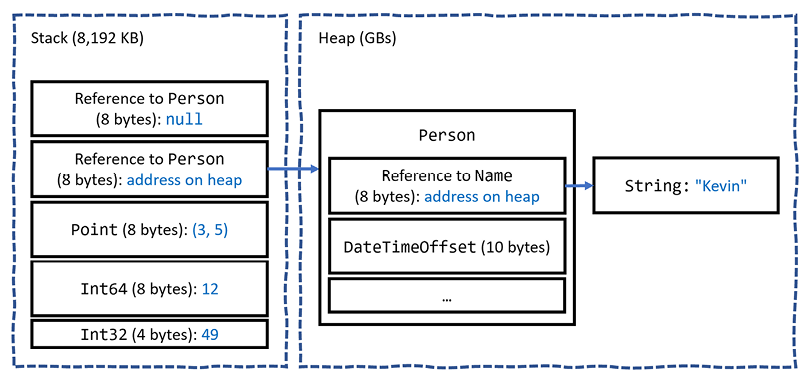 Stack (8,192 KB)
Reference to Person
(8 bytes): null
Reference to Person
(8 bytes): address on heap
Point (8 bytes): (3, 5)
Int64 (8 bytes): 12
Int32 (4 bytes): 49
Heap (GBs)
Person
Reference to Name
(8 bytes): address on heap
DateTimeOffset (10 bytes)
…
String: "Kevin"